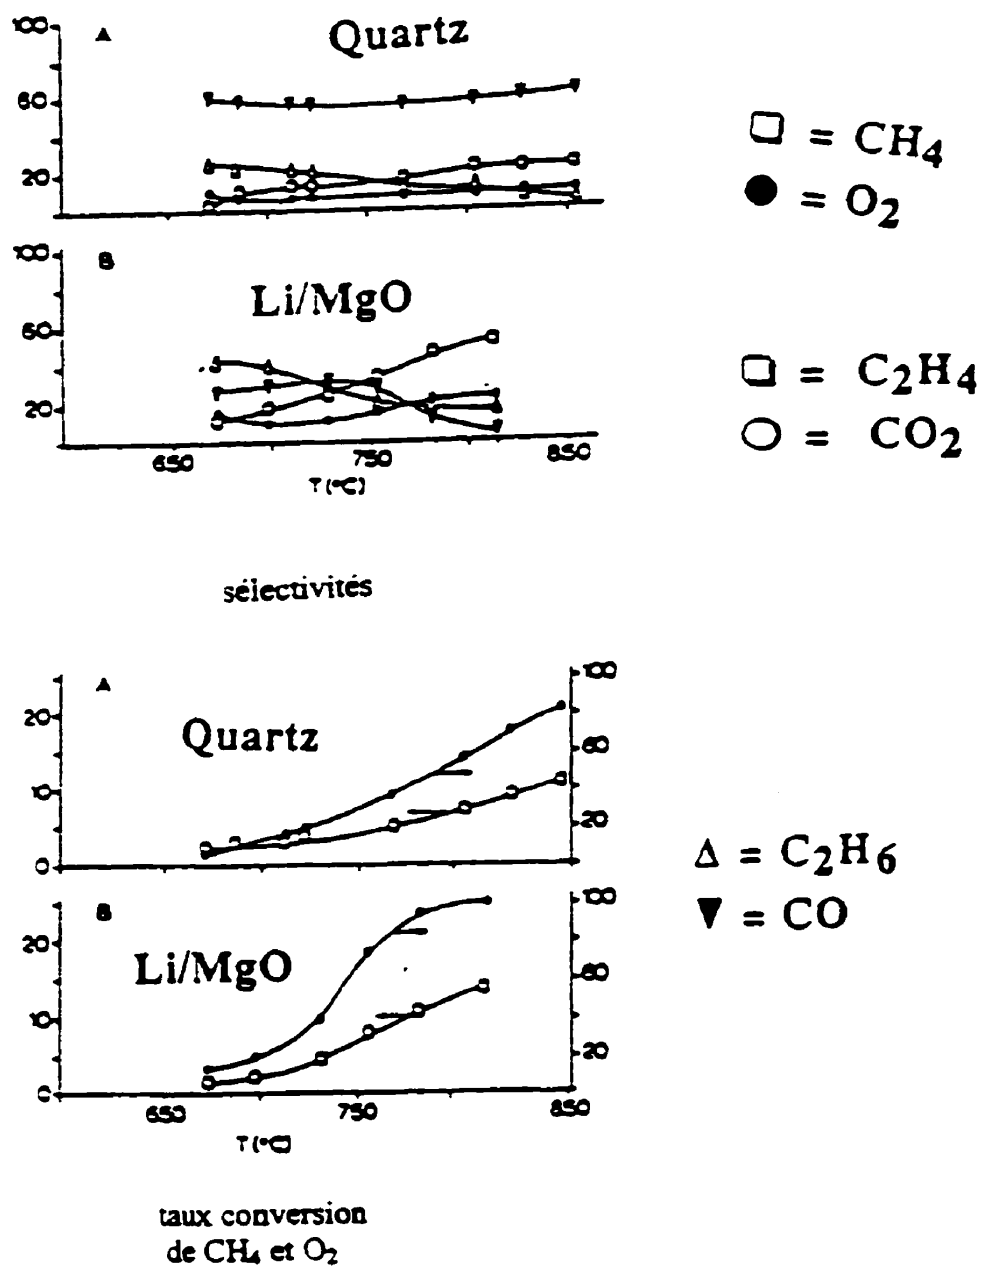 100
A
Quartz
60
20
□ = CH4
● = O2
100
B
Li/MgO
60
20
650
750
850
T (°C)
□ = C2H4
○ = CO2
sélectivités
A
100
20
Quartz
60
10
20
0
△ = C2H6
▼ = CO
B
100
20
Li/MgO
60
10
20
0
650
750
850
T (°C)
taux conversion
de CH4 et O2